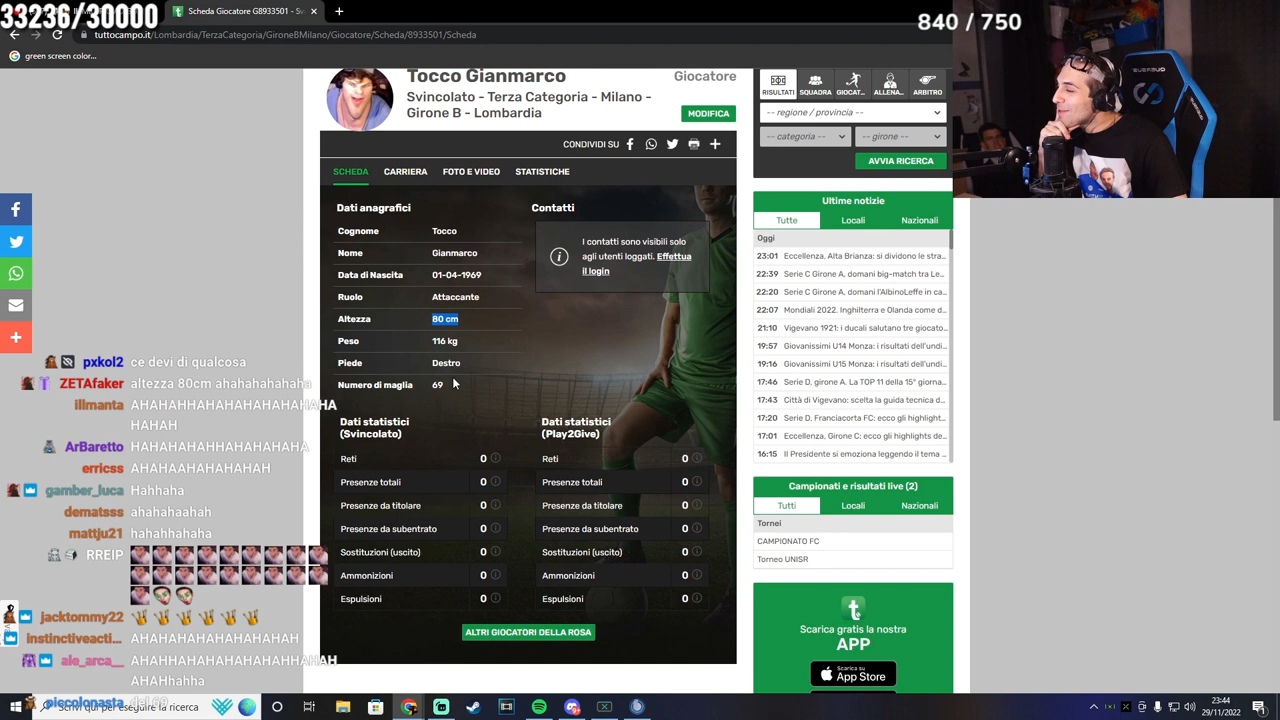 33236/30000
840 / 750
Scheda Giocatore G8933501 - Sv
tuttocampo.it/Lombardia/TerzaCategoria/GironeBMilano/Giocatore/Scheda/8933501/Scheda
green screen color...
Tocco Gianmarco
Giocatore
Svincolato - Terza Categoria - Milano -
Girone B - Lombardia
MODIFICA
CONDIVIDI SU
SCHEDA CARRIERA FOTO E VIDEO STATISTICHE
Dati anagrafici
Cognome Tocco
Nome Gianmarco
Data di Nascita 01-04-1969
Ruolo Attaccante
Altezza 80 cm
Peso 116 kg
Piede Destro
Numero di maglia 69
Contatti
I contatti sono visibili solo
agli utenti loggati. Effettua
il login
Dati statistici
(Svincolato)
Reti 0
Presenze totali 0
Presenze da titolare 0
Presenze da subentrato 0
Sostituzioni (uscito) 0
Ammonizioni 0
Espulsioni 0
Dati statistici
(Play2Give)
Reti 0
Presenze totali 0
Presenze da titolare 0
Presenze da subentrato 0
Sostituzioni (uscito) 0
Ammonizioni 0
Espulsioni 0
ALTRI GIOCATORI DELLA ROSA
RISULTATI SQUADRA GIOCAT... ALLENA... ARBITRO
-- regione / provincia --
-- categoria -- -- girone --
AVVIA RICERCA
Ultime notizie
Tutte Locali Nazionali
Oggi
23:01 Eccellenza, Alta Brianza: si dividono le stra...
22:39 Serie C Girone A, domani big-match tra Le...
22:20 Serie C Girone A, domani l'AlbinoLeffe in ca...
22:07 Mondiali 2022. Inghilterra e Olanda come d...
21:10 Vigevano 1921: i ducali salutano tre giocato...
19:57 Giovanissimi U14 Monza: i risultati dell'undi...
19:16 Giovanissimi U15 Monza: i risultati dell'undi...
17:46 Serie D, girone A. La TOP 11 della 15° giorna...
17:43 Città di Vigevano: scelta la guida tecnica d...
17:20 Serie D, Franciacorta FC: ecco gli highlight...
17:01 Eccellenza, Girone C: ecco gli highlights de...
16:15 Il Presidente si emoziona leggendo il tema ...
Campionati e risultati live (2)
Tutti Locali Nazionali
Tornei
CAMPIONATO FC
Torneo UNISR
Scarica gratis la nostra
APP
Scarica su
App Store
pxkol2 ce devi di qualcosa
ZETAfaker altezza 80cm ahahahahahaha
illmanta AHAHAHHAHAHAHAHAHAHAHA
HAHAH
ArBaretto HAHAHAHAHHAHAHAHAHA
erricss AHAHAAHAHAHAHAH
gamber_luca Hahhaha
dematsss ahahahaahah
mattju21 hahahhahaha
RREIP
jacktommy22
instinctiveacti... AHAHAHAHAHAHAHAHAH
ale_arca__ AHAHHAHAHAHAHAHAHHAHAH
AHAHhahha
piccolonasta del 69
Scrivi qui per eseguire la ricerca
23:44
29/11/2022